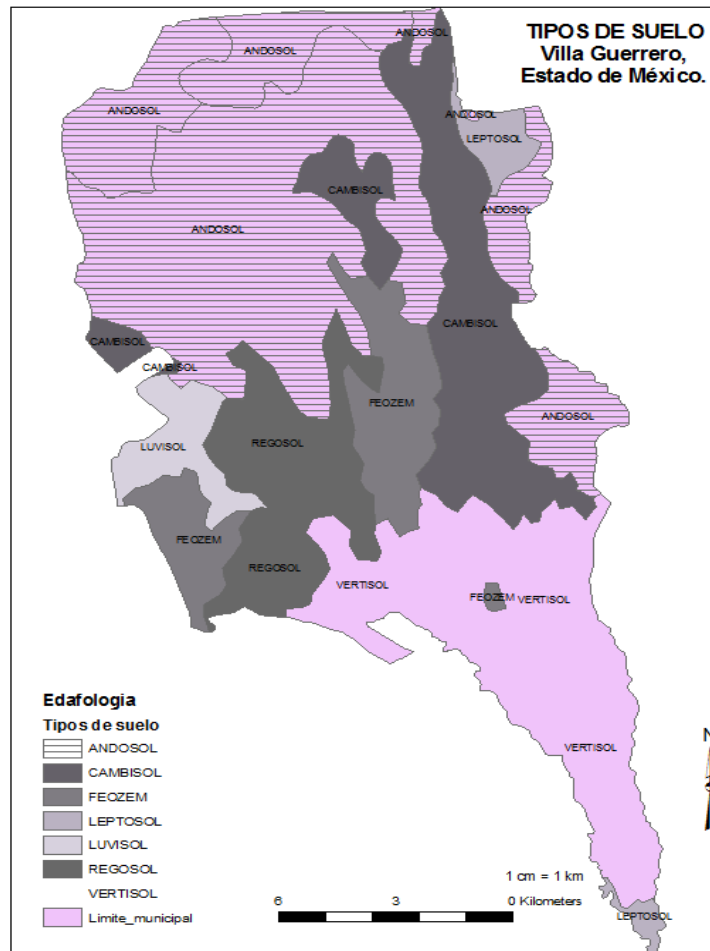 TIPOS DE SUELO
Villa Guerrero,
Estado de México.
ANDOSOL
ANDOSOL
ANDOSOL
ANDOSOL
LEPTOSOL
CAMBISOL
ANDOSOL
ANDOSOL
CAMBISOL
CAMBISOL
CAMBISOL
FEOZEM
ANDOSOL
LUVISOL
REGOSOL
FEOZEM
REGOSOL
VERTISOL
FEOZEM
VERTISOL
VERTISOL
LEPTOSOL
Edafologia
Tipos de suelo
ANDOSOL
CAMBISOL
FEOZEM
LEPTOSOL
LUVISOL
REGOSOL
VERTISOL
Limite_municipal
1 cm = 1 km
6 3 0 Kilometers
N